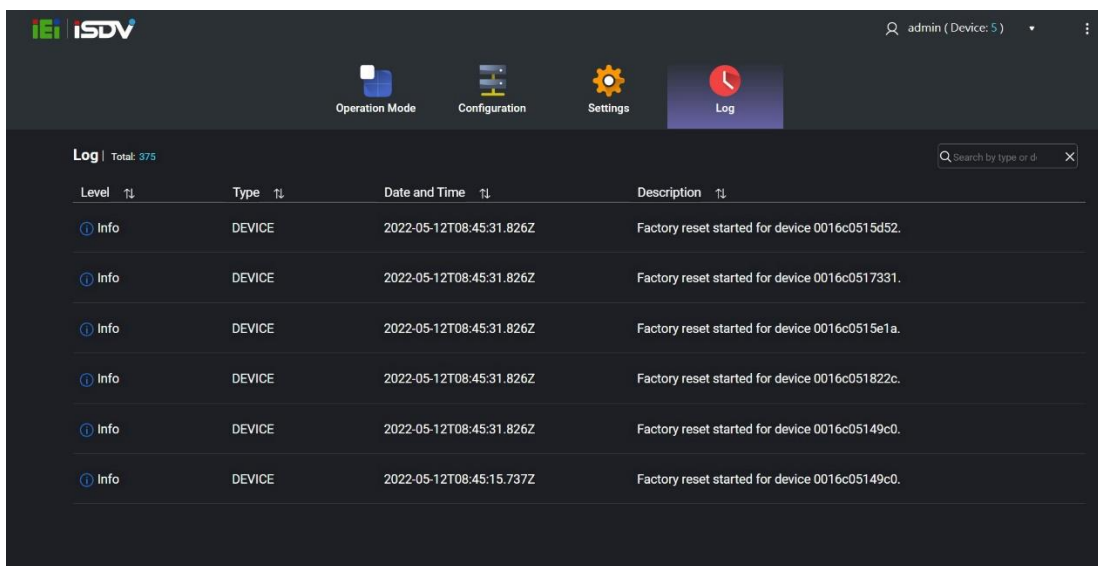 iEi iSDV admin ( Device: 5 )
Operation Mode Configuration Settings Log
Log | Total: 375 Search by type or d
Level Type Date and Time Description
Info DEVICE 2022-05-12T08:45:31.826Z Factory reset started for device 0016c0515d52.
Info DEVICE 2022-05-12T08:45:31.826Z Factory reset started for device 0016c0517331.
Info DEVICE 2022-05-12T08:45:31.826Z Factory reset started for device 0016c0515e1a.
Info DEVICE 2022-05-12T08:45:31.826Z Factory reset started for device 0016c051822c.
Info DEVICE 2022-05-12T08:45:31.826Z Factory reset started for device 0016c05149c0.
Info DEVICE 2022-05-12T08:45:15.737Z Factory reset started for device 0016c05149c0.